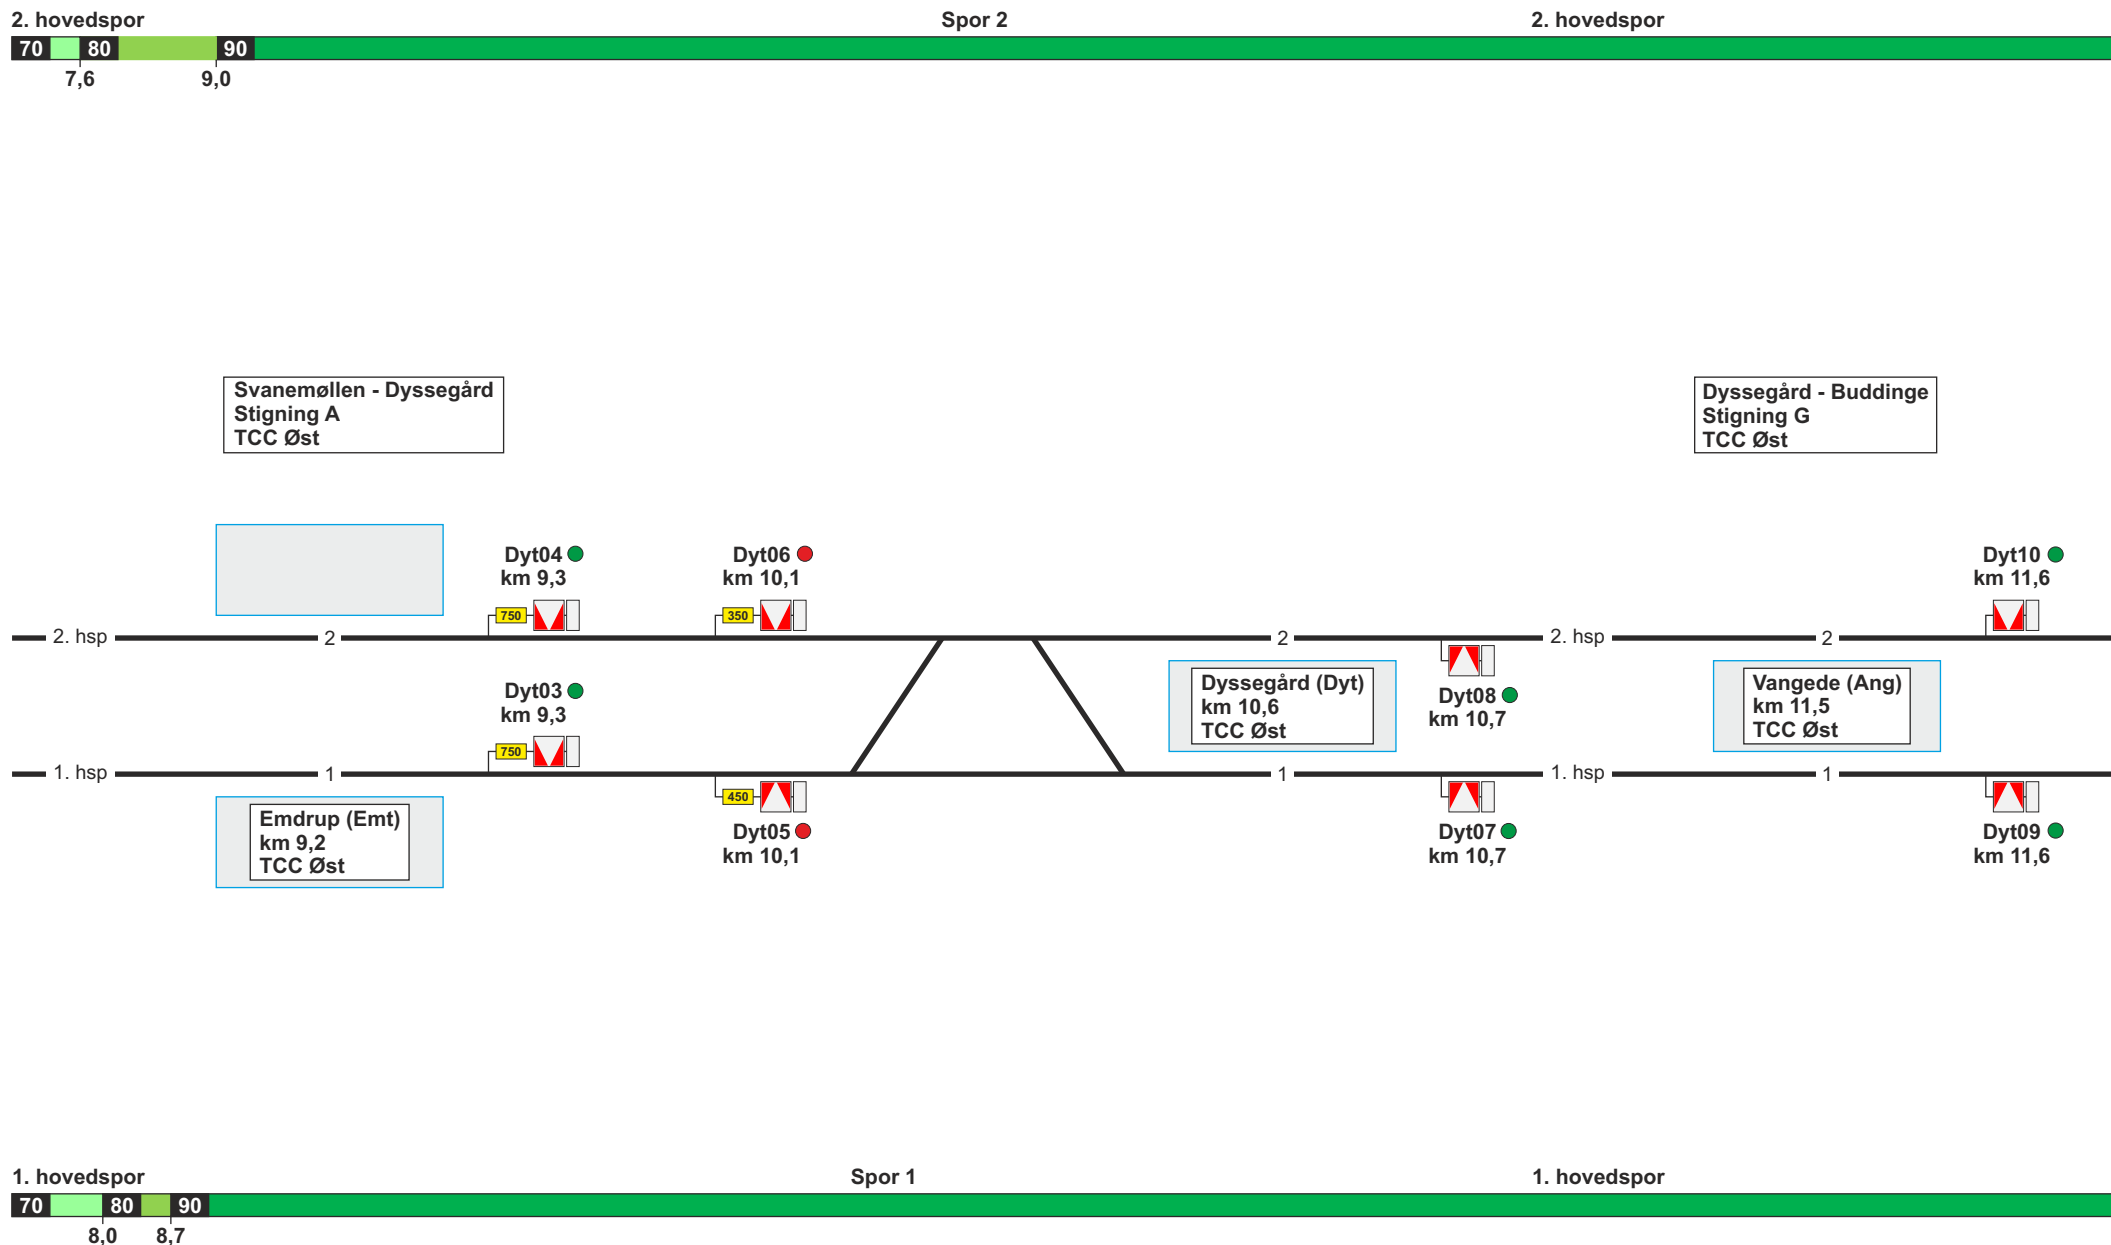 2. hovedspor
Spor 2
2. hovedspor
70
80
90
7,6
9,0
Svanemøllen - Dyssegård
Stigning A
TCC Øst
Dyssegård - Buddinge
Stigning G
TCC Øst
Dyt04
km 9,3
750
Dyt06
km 10,1
350
Dyt10
km 11,6
2. hsp
2
2
2. hsp
2
Dyt03
km 9,3
750
Dyssegård (Dyt)
km 10,6
TCC Øst
Dyt08
km 10,7
Vangede (Ang)
km 11,5
TCC Øst
1. hsp
1
1
1. hsp
1
Emdrup (Emt)
km 9,2
TCC Øst
450
Dyt05
km 10,1
Dyt07
km 10,7
Dyt09
km 11,6
1. hovedspor
Spor 1
1. hovedspor
70
80
90
8,0
8,7